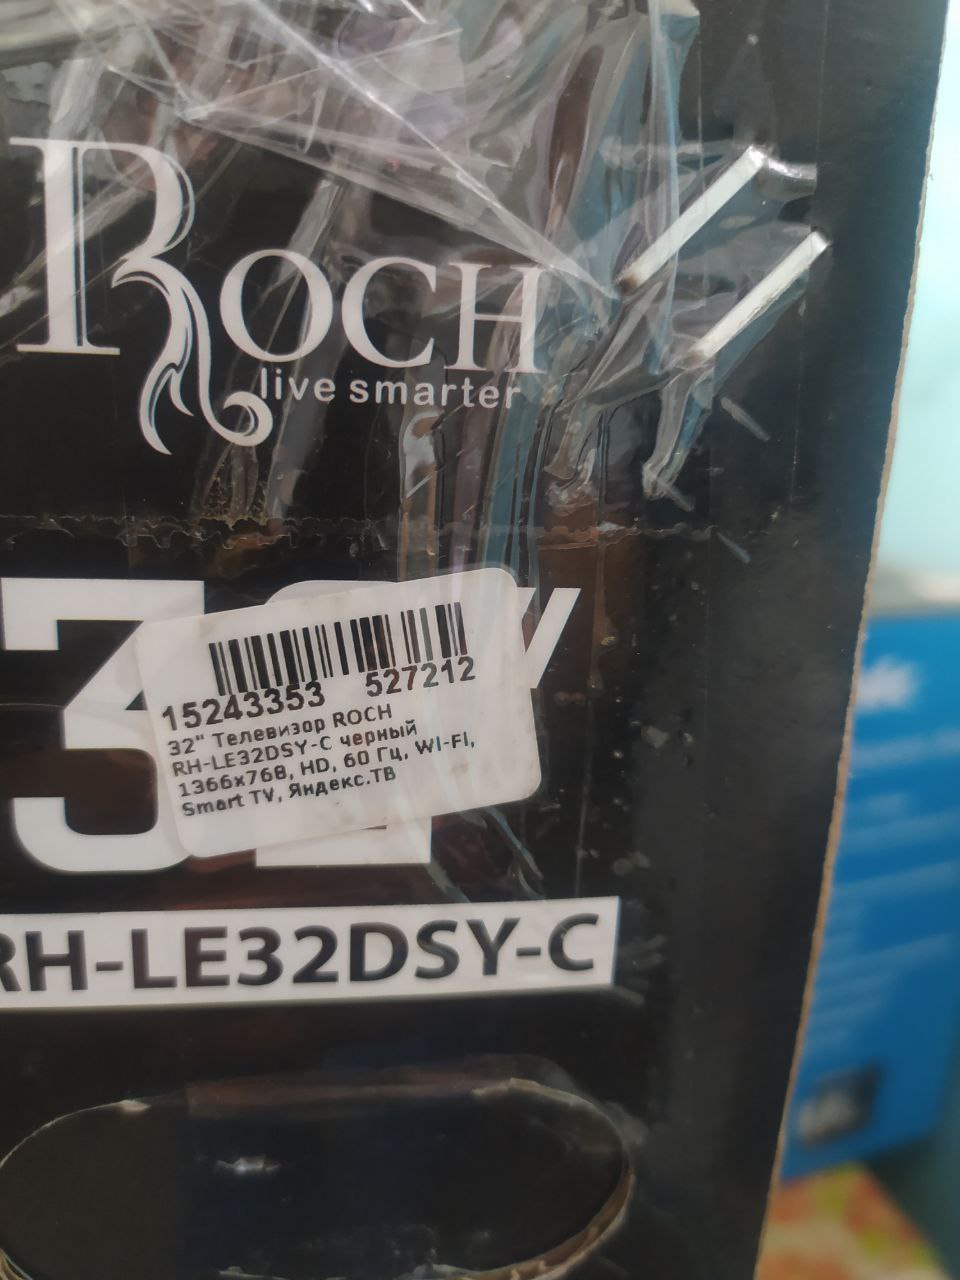 ROCH
live smarter
32"
15243353 527212
32" Телевизор ROCH
RH-LE32DSY-C черный
1366x768, HD, 60 Гц, WI-FI,
Smart TV, Яндекс.ТВ
RH-LE32DSY-C